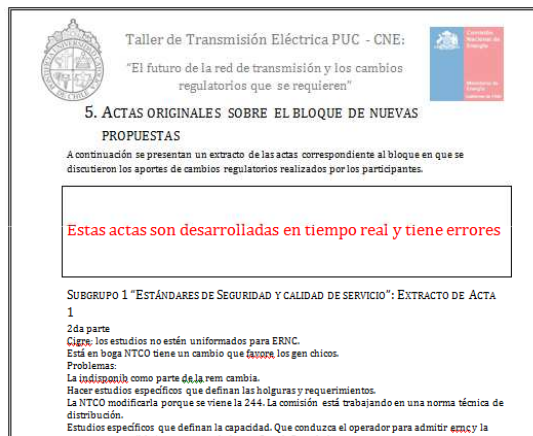 Taller de Transmisión Eléctrica PUC - CNE:
"El futuro de la red de transmisión y los cambios
regulatorios que se requieren"
Comisión
Nacional de
Energía
Ministerio de
Energía
5. ACTAS ORIGINALES SOBRE EL BLOQUE DE NUEVAS
PROPUESTAS
A continuación se presentan un extracto de las actas correspondiente al bloque en que se
discutieron los aportes de cambios regulatorios realizados por los participantes.
Estas actas son desarrolladas en tiempo real y tiene errores
SUBGRUPO 1 "ESTÁNDARES DE SEGURIDAD Y CALIDAD DE SERVICIO": EXTRACTO DE ACTA
1
2da parte
Cigre: los estudios no estén uniformados para ERNC.
Está en boga NTCO tiene un cambio que favore los gen chicos.
Problemas:
La indisponib como parte de la rem cambia.
Hacer estudios específicos que definan las holguras y requerimientos.
La NTCO modificarla porque se viene la 244. La comisión está trabajando en una norma técnica de
distribución.
Estudios específicos que definan la capacidad. Que conduzca el operador para admitir ernc y la